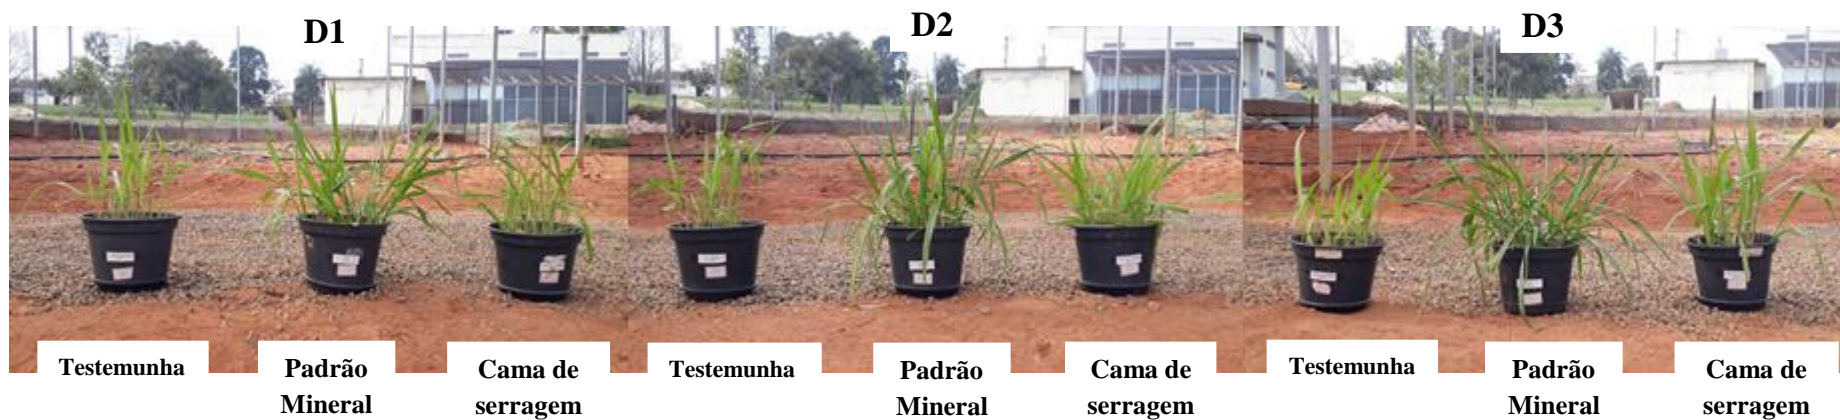 D1
D2
D3
Testemunha
Padrão
Mineral
Cama de
serragem
Testemunha
Padrão
Mineral
Cama de
serragem
Testemunha
Padrão
Mineral
Cama de
serragem